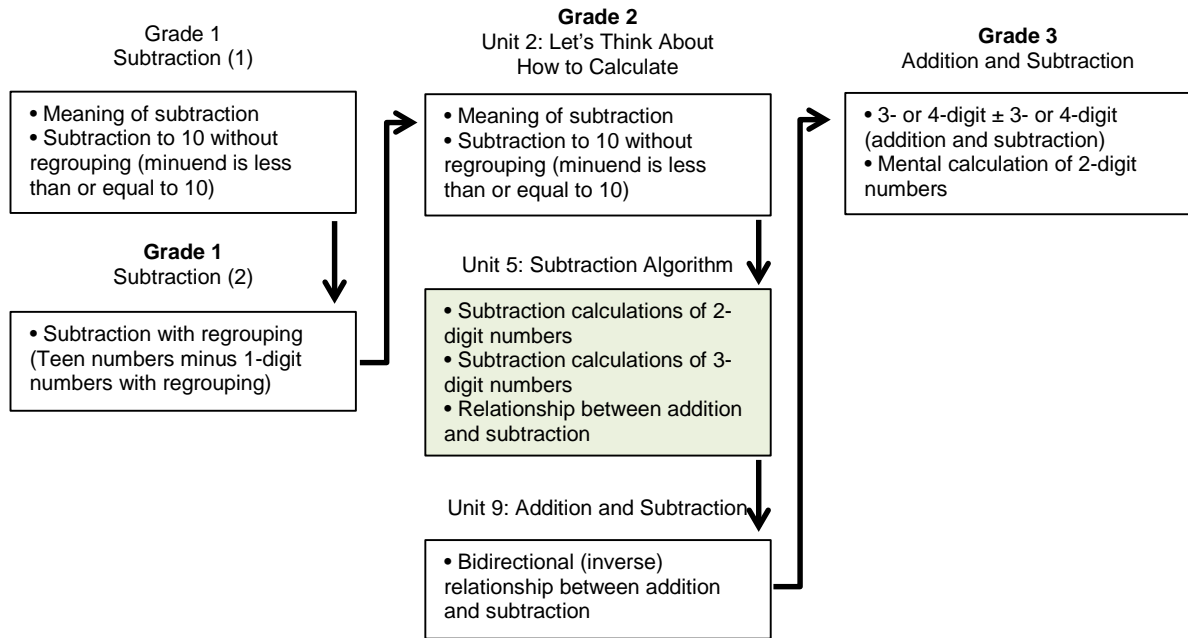 Grade 1
Subtraction (1)
• Meaning of subtraction
• Subtraction to 10 without
regrouping (minuend is less
than or equal to 10)
Grade 1
Subtraction (2)
• Subtraction with regrouping
(Teen numbers minus 1-digit
numbers with regrouping)
Grade 2
Unit 2: Let's Think About
How to Calculate
• Meaning of subtraction
• Subtraction to 10 without
regrouping (minuend is less
than or equal to 10)
Unit 5: Subtraction Algorithm
• Subtraction calculations of 2-
digit numbers
• Subtraction calculations of 3-
digit numbers
• Relationship between addition
and subtraction
Unit 9: Addition and Subtraction
• Bidirectional (inverse)
relationship between addition
and subtraction
Grade 3
Addition and Subtraction
• 3- or 4-digit ± 3- or 4-digit
(addition and subtraction)
• Mental calculation of 2-digit
numbers